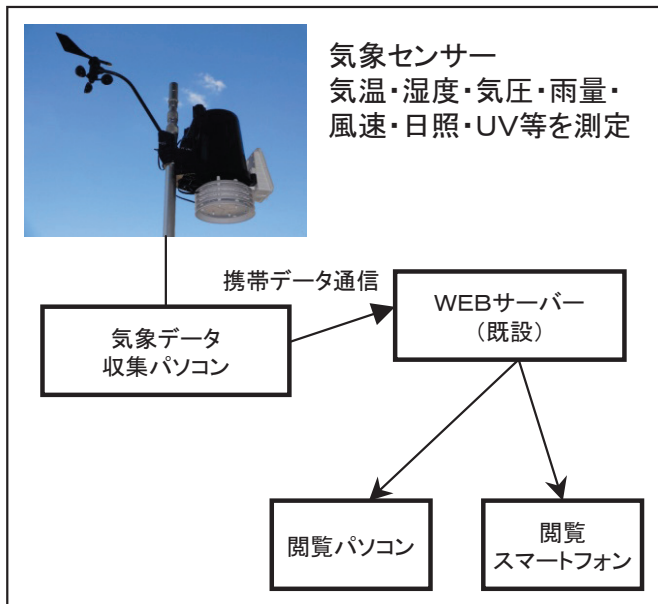 気象センサー
気温・湿度・気圧・雨量・
風速・日照・UV等を測定
携帯データ通信
気象データ
収集パソコン
WEBサーバー
（既設）
閲覧パソコン
閲覧
スマートフォン